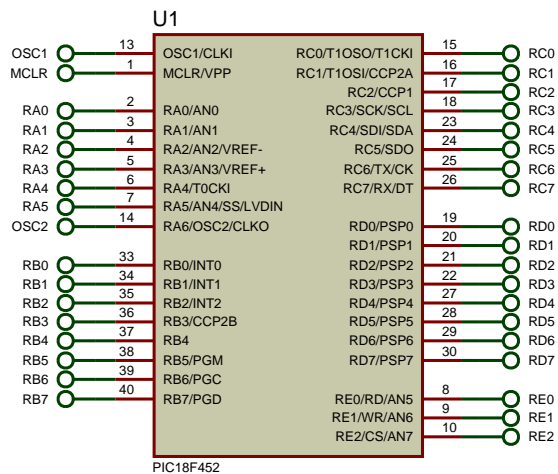 U1
OSC1 13 OSC1/CLKI RC0/T1OSO/T1CKI 15 RC0
MCLR 1 MCLR/VPP RC1/T1OSI/CCP2A 16 RC1
RC2/CCP1 17 RC2
RA0 2 RA0/AN0 RC3/SCK/SCL 18 RC3
RA1 3 RA1/AN1 RC4/SDI/SDA 23 RC4
RA2 4 RA2/AN2/VREF- RC5/SDO 24 RC5
RA3 5 RA3/AN3/VREF+ RC6/TX/CK 25 RC6
RA4 6 RA4/T0CKI RC7/RX/DT 26 RC7
RA5 7 RA5/AN4/SS/LVDIN
OSC2 14 RA6/OSC2/CLKO RD0/PSP0 19 RD0
RD1/PSP1 20 RD1
RB0 33 RB0/INT0 RD2/PSP2 21 RD2
RB1 34 RB1/INT1 RD3/PSP3 22 RD3
RB2 35 RB2/INT2 RD4/PSP4 27 RD4
RB3 36 RB3/CCP2B RD5/PSP5 28 RD5
RB4 37 RB4 RD6/PSP6 29 RD6
RB5 38 RB5/PGM RD7/PSP7 30 RD7
RB6 39 RB6/PGC
RB7 40 RB7/PGD RE0/RD/AN5 8 RE0
RE1/WR/AN6 9 RE1
RE2/CS/AN7 10 RE2
PIC18F452